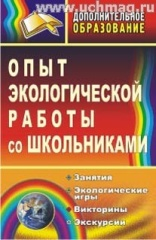 www.uchmag.ru
ДОПОЛНИТЕЛЬНОЕ
ОБРАЗОВАНИЕ
ОПЫТ
ЭКОЛОГИЧЕСКОЙ
РАБОТЫ
СО ШКОЛЬНИКАМИ
Занятия
Экологические
игры
Викторины
Экскурсии